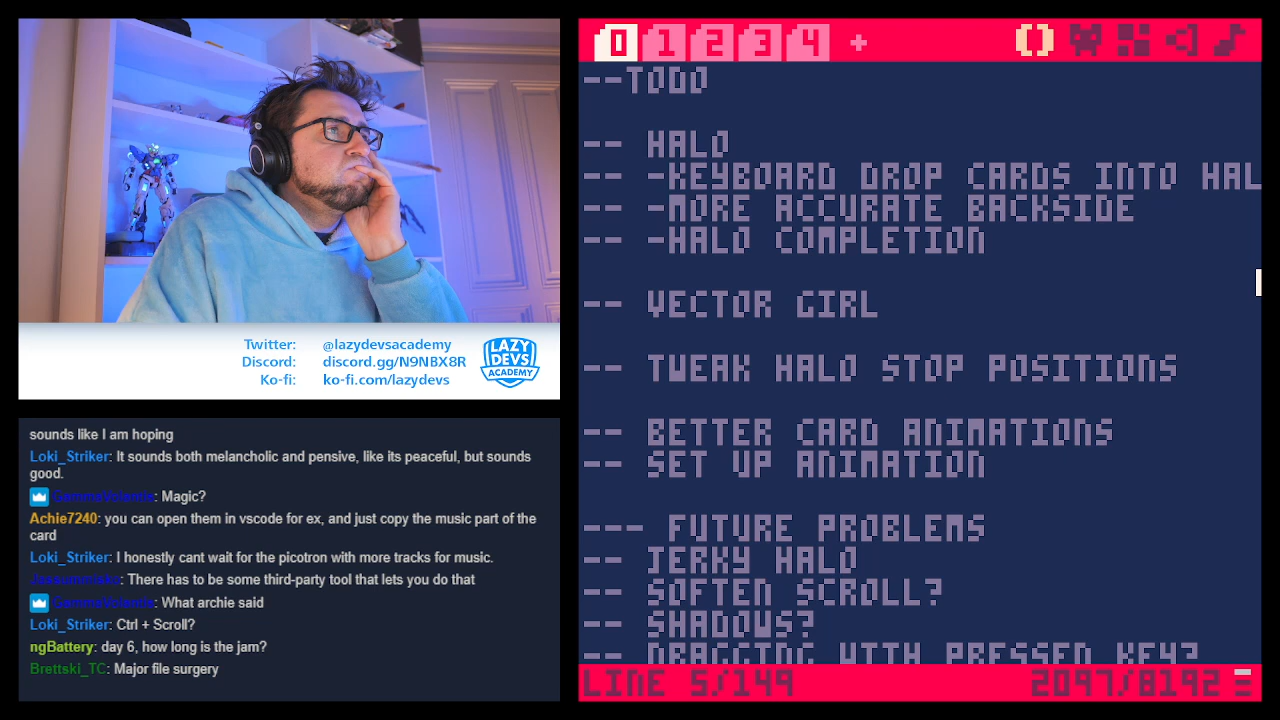 Twitter: @lazydevsacademy
Discord: discord.gg/N9NBX8R
Ko-fi: ko-fi.com/lazydevs
LAZY
DEVS
ACADEMY
sounds like I am hoping
Loki_Striker: It sounds both melancholic and pensive, like its peaceful, but sounds
good.
: Magic?
Achie7240: you can open them in vscode for ex, and just copy the music part of the
card
Loki_Striker: I honestly cant wait for the picotron with more tracks for music.
: There has to be some third-party tool that lets you do that
: What archie said
Loki_Striker: Ctrl + Scroll?
ngBattery: day 6, how long is the jam?
Brettski_TC: Major file surgery
0 1 2 3 4 +
--TODO
-- HALO
-- -KEYBOARD DROP CARDS INTO HAL
-- -MORE ACCURATE BACKSIDE
-- -HALO COMPLETION
-- VECTOR GIRL
-- TWEAK HALO STOP POSITIONS
-- BETTER CARD ANIMATIONS
-- SET UP ANIMATION
--- FUTURE PROBLEMS
-- JERKY HALO
-- SOFTEN SCROLL?
-- SHADOWS?
-- DRAGGING WITH PRESSED KEY?
LINE 5/149 2097/8192